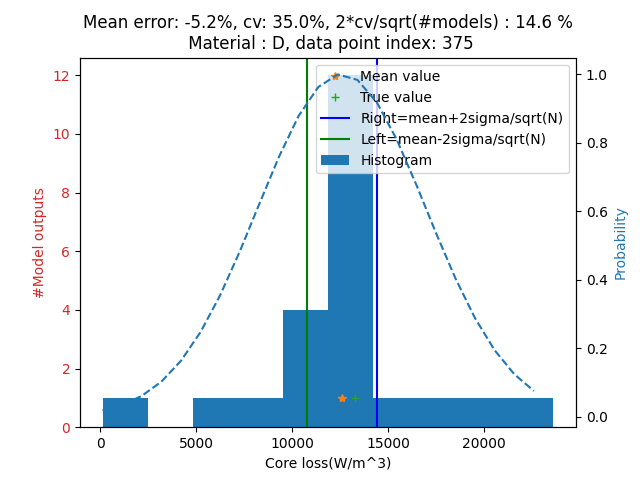 Mean error: -5.2%, cv: 35.0%, 2*cv/sqrt(#models) : 14.6 %
Material : D, data point index: 375
Mean value
True value
Right=mean+2sigma/sqrt(N)
Left=mean-2sigma/sqrt(N)
Histogram
#Model outputs
12
10
8
6
4
2
0
1.0
0.8
0.6
0.4
0.2
0.0
Probability
0
5000
10000
15000
20000
Core loss(W/m^3)